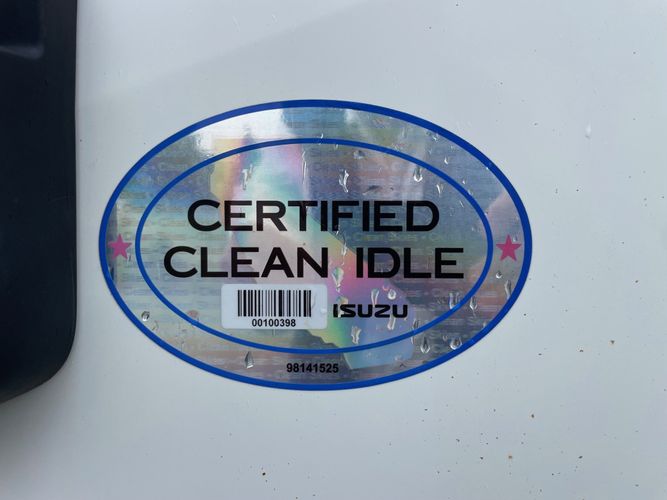 CERTIFIED
CLEAN IDLE
00100398
ISUZU
98141525